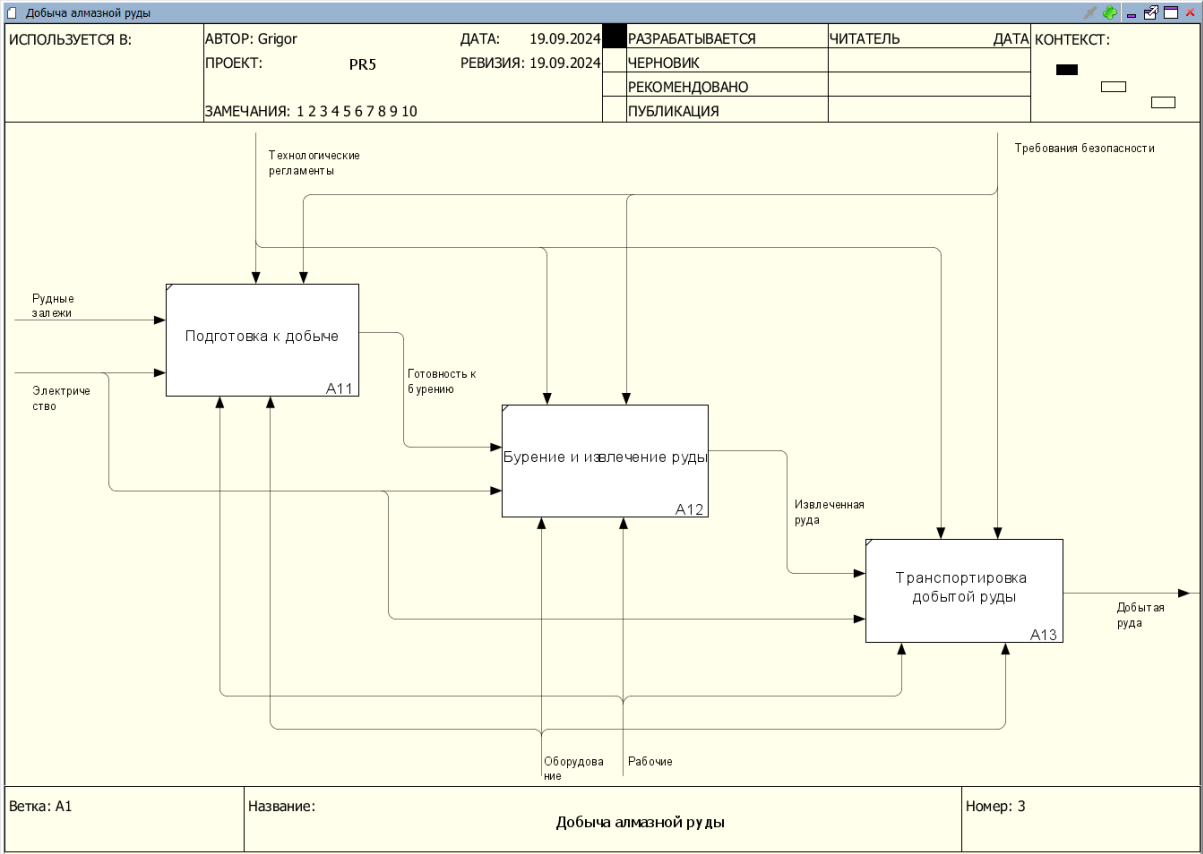 Добыча алмазной руды
ИСПОЛЬЗУЕТСЯ В:
АВТОР: Grigor
ДАТА: 19.09.2024
ПРОЕКТ: PR5
РЕВИЗИЯ: 19.09.2024
ЗАМЕЧАНИЯ: 1 2 3 4 5 6 7 8 9 10
РАЗРАБАТЫВАЕТСЯ
ЧЕРНОВИК
РЕКОМЕНДОВАНО
ПУБЛИКАЦИЯ
ЧИТАТЕЛЬ
ДАТА
КОНТЕКСТ:
Технологические
регламенты
Требования безопасности
Рудные
залежи
Подготовка к добыче
A11
Электриче
ство
Готовность к
бурению
Бурение и извлечение руды
A12
Извлеченная
руда
Транспортировка
добытой руды
A13
Добытая
руда
Оборудова
ние
Рабочие
Ветка: A1
Название:
Добыча алмазной руды
Номер: 3